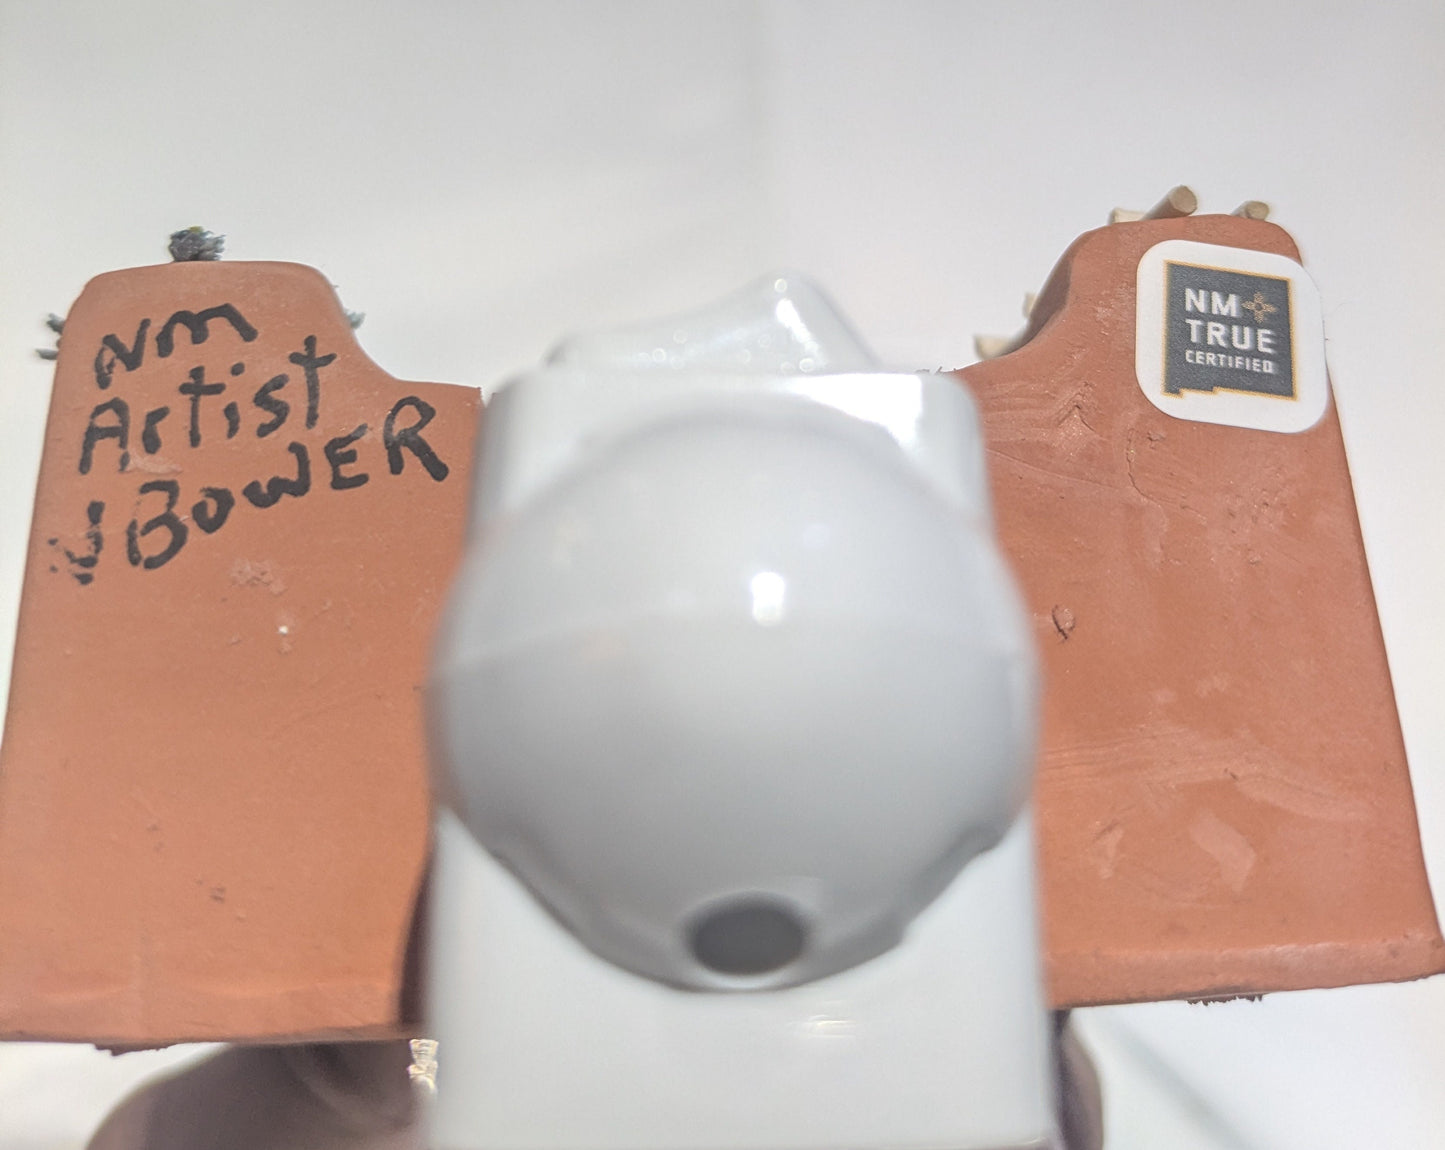 NM
Artist
J BOWER
NM
TRUE
CERTIFIED